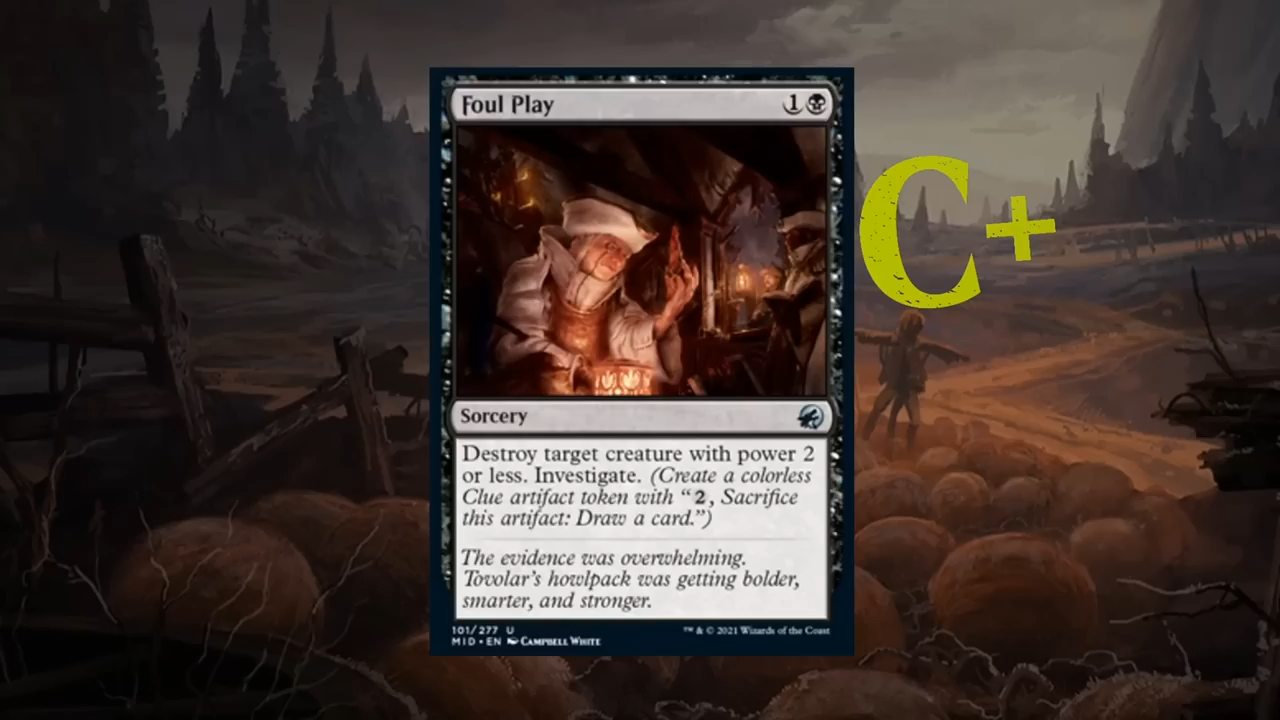 Foul Play 1
C+
Sorcery
Destroy target creature with power 2
or less. Investigate. (Create a colorless
Clue artifact token with “2, Sacrifice
this artifact: Draw a card.”)
The evidence was overwhelming.
Tovolar's howlpack was getting bolder,
smarter, and stronger.
101/277 U
MID • EN Campbell White
™ & © 2021 Wizards of the Coast